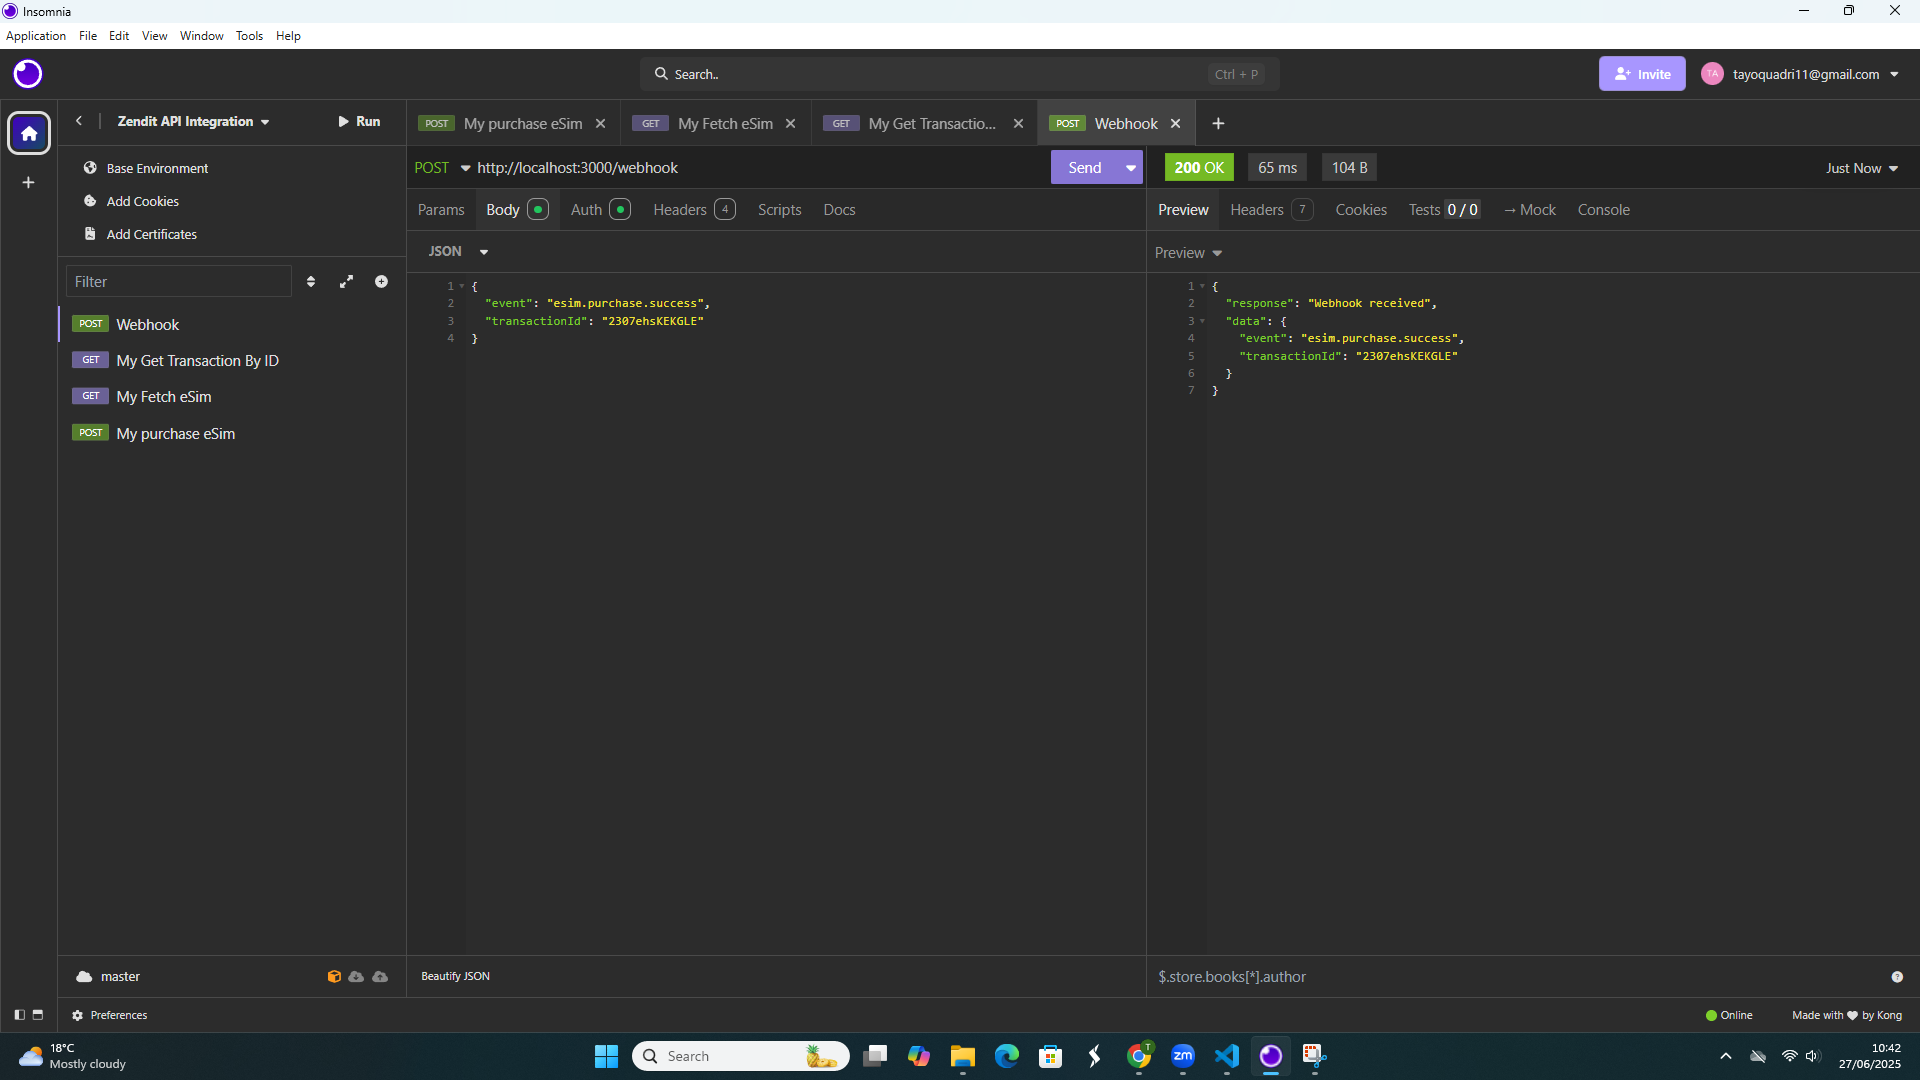 Insomnia
Application File Edit View Window Tools Help
Search.. Ctrl + P
Invite TA tayoquadri11@gmail.com
Zendit API Integration Run
POST My purchase eSim
GET My Fetch eSim
GET My Get Transactio...
POST Webhook
Base Environment
Add Cookies
Add Certificates
Filter
POST Webhook
GET My Get Transaction By ID
GET My Fetch eSim
POST My purchase eSim
POST http://localhost:3000/webhook Send
200 OK 65 ms 104 B Just Now
Params Body Auth Headers 4 Scripts Docs
Preview Headers 7 Cookies Tests 0 / 0 → Mock Console
JSON
Preview
1 {
2 "event": "esim.purchase.success",
3 "transactionId": "2307ehsKEKGLE"
4 }
1 {
2 "response": "Webhook received",
3 "data": {
4 "event": "esim.purchase.success",
5 "transactionId": "2307ehsKEKGLE"
6 }
7 }
master
Beautify JSON
$.store.books[*].author
Preferences
Online Made with by Kong
18°C
Mostly cloudy
Search
T
zm
10:42
27/06/2025